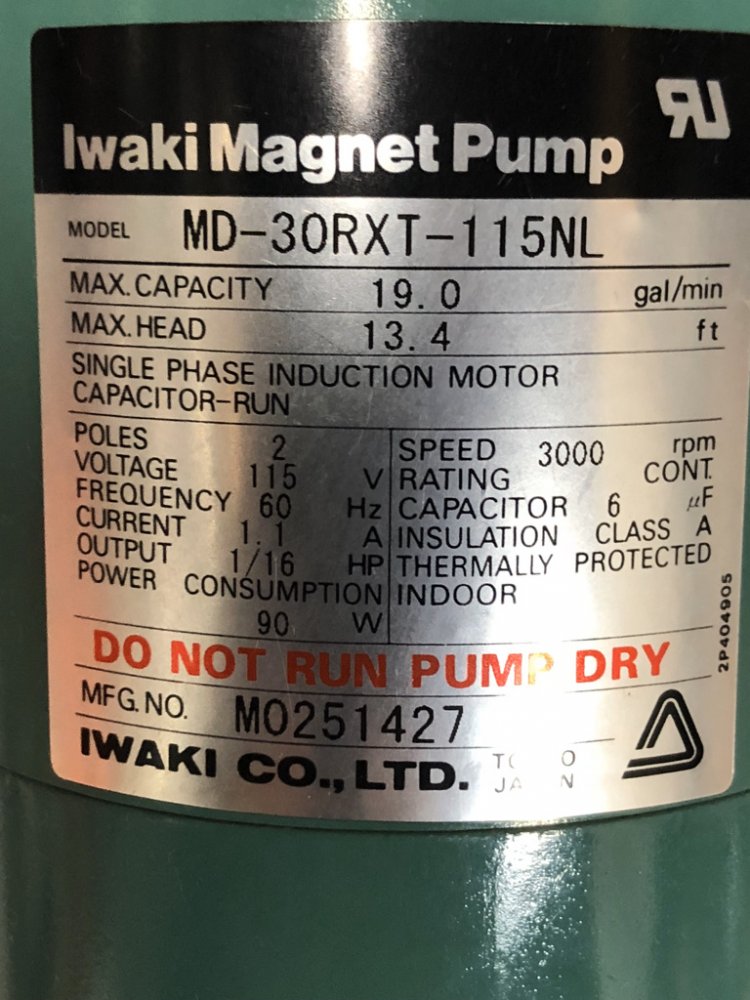 RU
Iwaki Magnet Pump
MODEL MD-30RXT-115NL
MAX. CAPACITY 19.0 gal/min
MAX. HEAD 13.4 ft
SINGLE PHASE INDUCTION MOTOR
CAPACITOR-RUN
POLES 2
VOLTAGE 115 V
FREQUENCY 60 Hz
CURRENT 1.1 A
OUTPUT 1/16 HP
POWER CONSUMPTION
90 W
SPEED 3000 rpm
RATING CONT.
CAPACITOR 6 µF
INSULATION CLASS A
THERMALLY PROTECTED
INDOOR
2P404905
DO NOT RUN PUMP DRY
MFG. NO. M0251427
IWAKI CO., LTD.